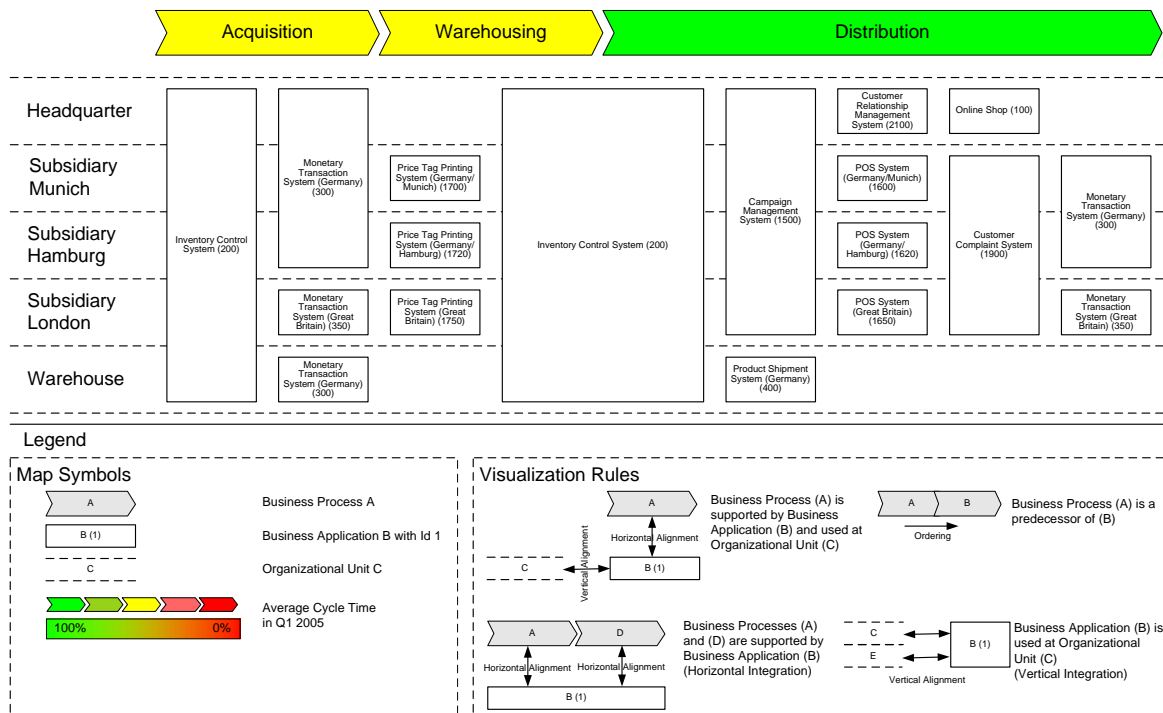 Acquisition
Warehousing
Distribution
Headquarter
Customer
Relationship
Management
System (2100)
Online Shop (100)
Subsidiary
Munich
Monetary
Transaction
System (Germany)
(300)
Price Tag Printing
System (Germany/
Munich) (1700)
POS System
(Germany/Munich)
(1600)
Inventory Control
System (200)
Inventory Control System (200)
Campaign
Management
System (1500)
Customer
Complaint System
(1900)
Monetary
Transaction
System (Germany)
(300)
Subsidiary
Hamburg
Price Tag Printing
System (Germany/
Hamburg) (1720)
POS System
(Germany/
Hamburg) (1620)
Subsidiary
London
Monetary
Transaction
System (Great
Britain) (350)
Price Tag Printing
System (Great
Britain) (1750)
POS System
(Great Britain)
(1650)
Monetary
Transaction
System (Great
Britain) (350)
Warehouse
Monetary
Transaction
System (Germany)
(300)
Product Shipment
System (Germany)
(400)
Legend
Map Symbols
A
Business Process A
B (1)
Business Application B with Id 1
C
Organizational Unit C
Average Cycle Time
in Q1 2005
100%
0%
Visualization Rules
A
Horizontal Alignment
C
Vertical Alignment
B (1)
Business Process (A) is
supported by Business
Application (B) and used at
Organizational Unit (C)
A
B
Ordering
Business Process (A) is a
predecessor of (B)
A
D
Horizontal Alignment
Horizontal Alignment
B (1)
Business Processes (A)
and (D) are supported by
Business Application (B)
(Horizontal Integration)
C
E
B (1)
Vertical Alignment
Business Application (B) is
used at Organizational
Unit (C)
(Vertical Integration)